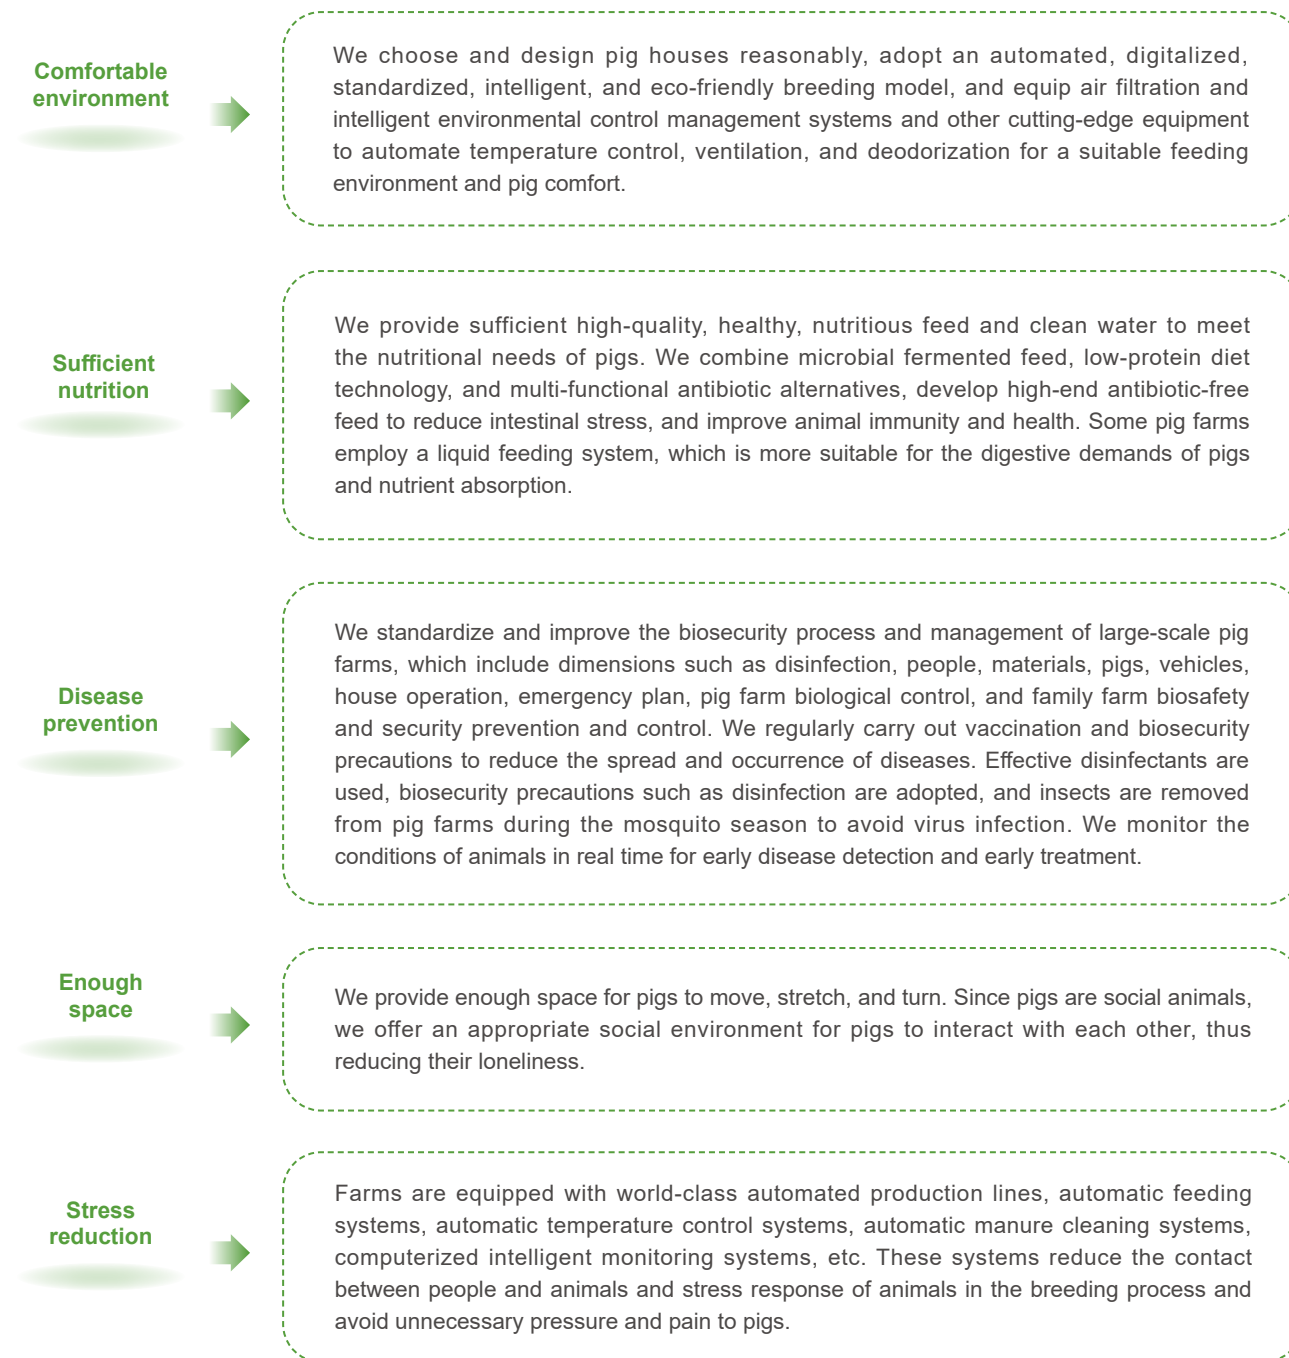 Comfortable
environment
We choose and design pig houses reasonably, adopt an automated, digitalized,
standardized, intelligent, and eco-friendly breeding model, and equip air filtration and
intelligent environmental control management systems and other cutting-edge equipment
to automate temperature control, ventilation, and deodorization for a suitable feeding
environment and pig comfort.
Sufficient
nutrition
We provide sufficient high-quality, healthy, nutritious feed and clean water to meet
the nutritional needs of pigs. We combine microbial fermented feed, low-protein diet
technology, and multi-functional antibiotic alternatives, develop high-end antibiotic-free
feed to reduce intestinal stress, and improve animal immunity and health. Some pig farms
employ a liquid feeding system, which is more suitable for the digestive demands of pigs
and nutrient absorption.
Disease
prevention
We standardize and improve the biosecurity process and management of large-scale pig
farms, which include dimensions such as disinfection, people, materials, pigs, vehicles,
house operation, emergency plan, pig farm biological control, and family farm biosafety
and security prevention and control. We regularly carry out vaccination and biosecurity
precautions to reduce the spread and occurrence of diseases. Effective disinfectants are
used, biosecurity precautions such as disinfection are adopted, and insects are removed
from pig farms during the mosquito season to avoid virus infection. We monitor the
conditions of animals in real time for early disease detection and early treatment.
Enough
space
We provide enough space for pigs to move, stretch, and turn. Since pigs are social animals,
we offer an appropriate social environment for pigs to interact with each other, thus
reducing their loneliness.
Stress
reduction
Farms are equipped with world-class automated production lines, automatic feeding
systems, automatic temperature control systems, automatic manure cleaning systems,
computerized intelligent monitoring systems, etc. These systems reduce the contact
between people and animals and stress response of animals in the breeding process and
avoid unnecessary pressure and pain to pigs.